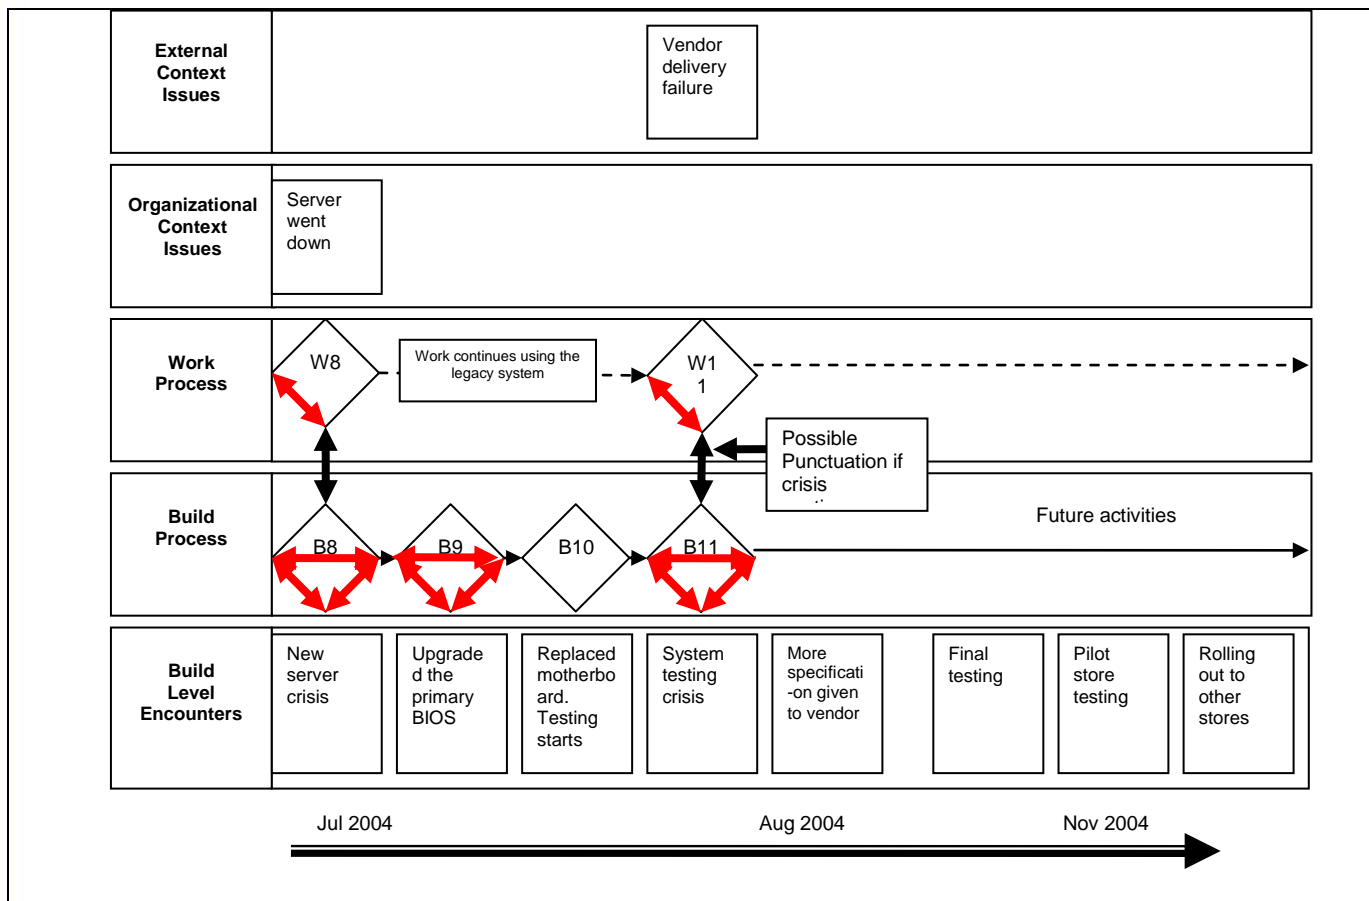 External
Context
Issues
Vendor
delivery
failure
Organizational
Context
Issues
Server
went
down
Work
Process
W8
Work continues using the
legacy system
W1
1
Possible
Punctuation if
crisis
Build
Process
B8
B9
B10
B11
Future activities
Build
Level
Encounters
New
server
crisis
Upgrade
d the
primary
BIOS
Replaced
motherbo
ard.
Testing
starts
System
testing
crisis
More
specificati
-on given
to vendor
Final
testing
Pilot
store
testing
Rolling
out to
other
stores
Jul 2004
Aug 2004
Nov 2004